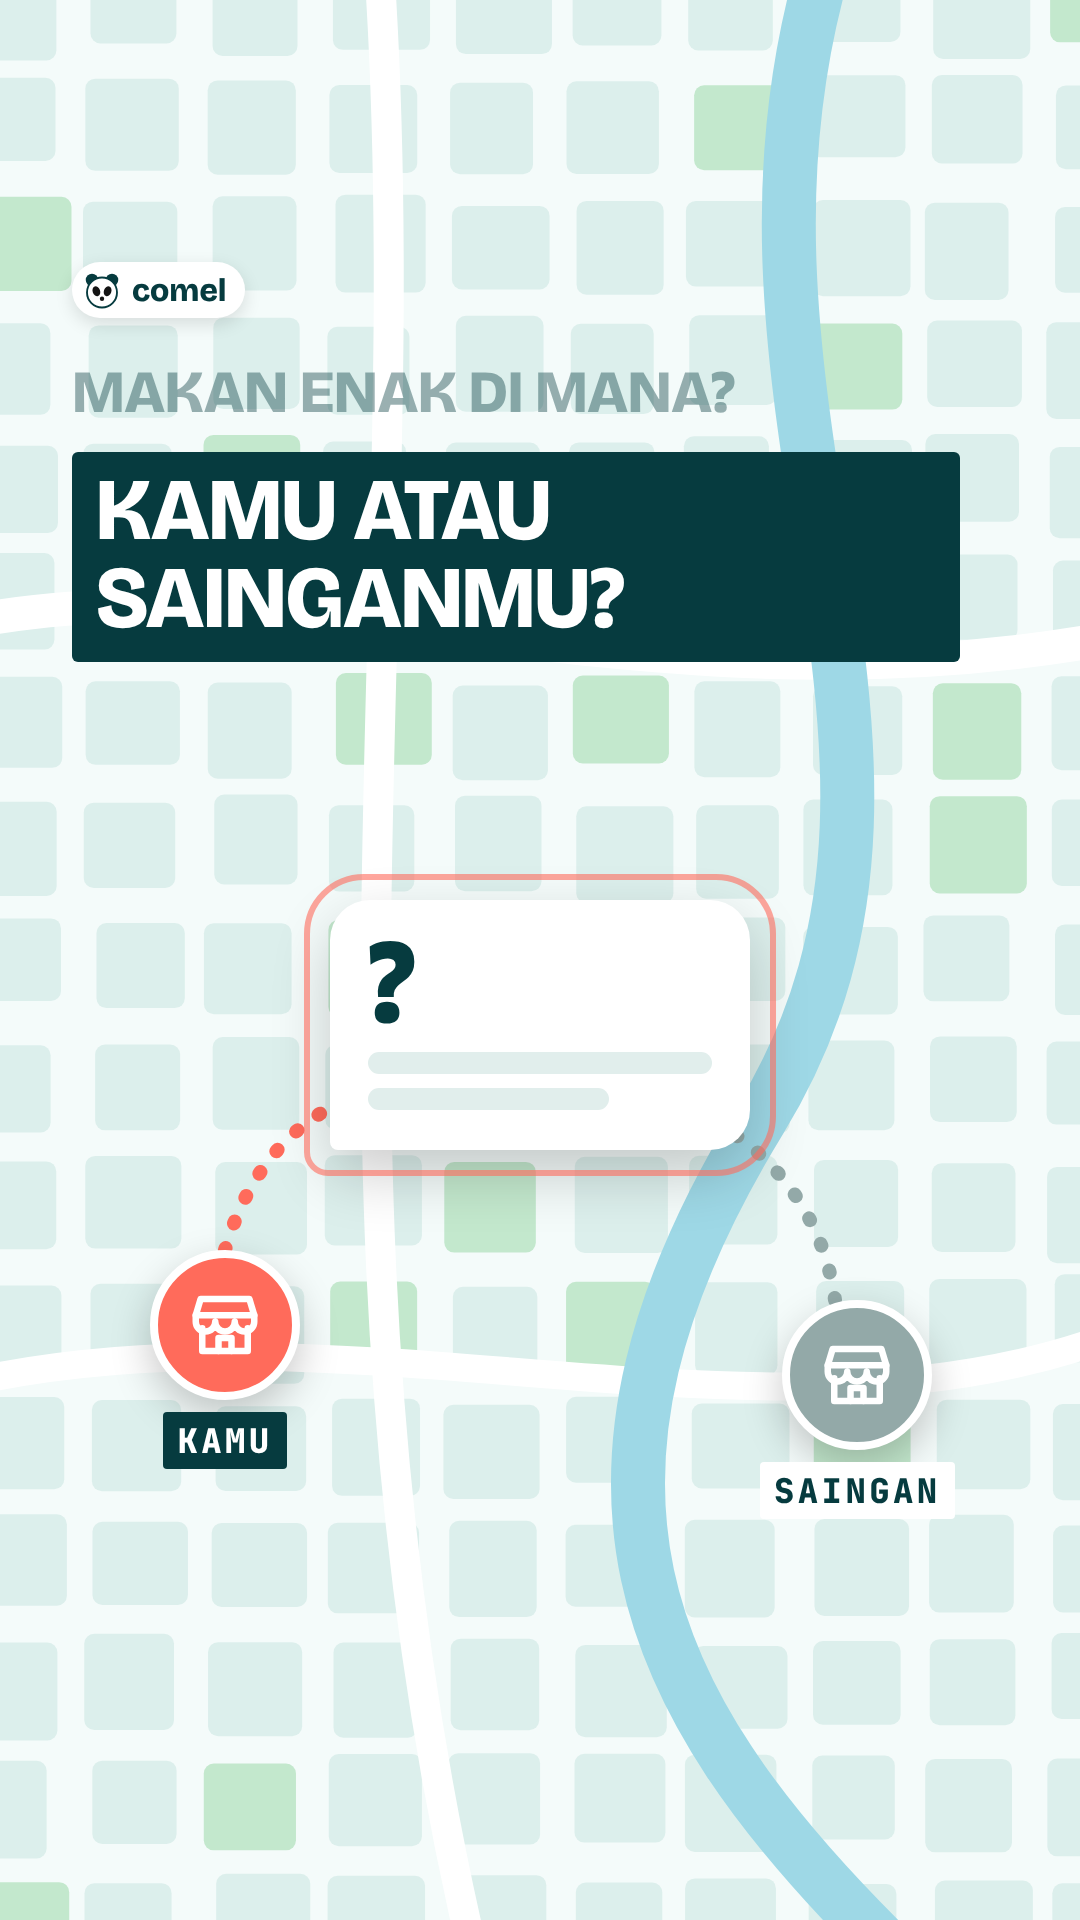 comel
MAKAN ENAK DI MANA?
KAMU ATAU
SAINGANMU?
?
KAMU
SAINGAN